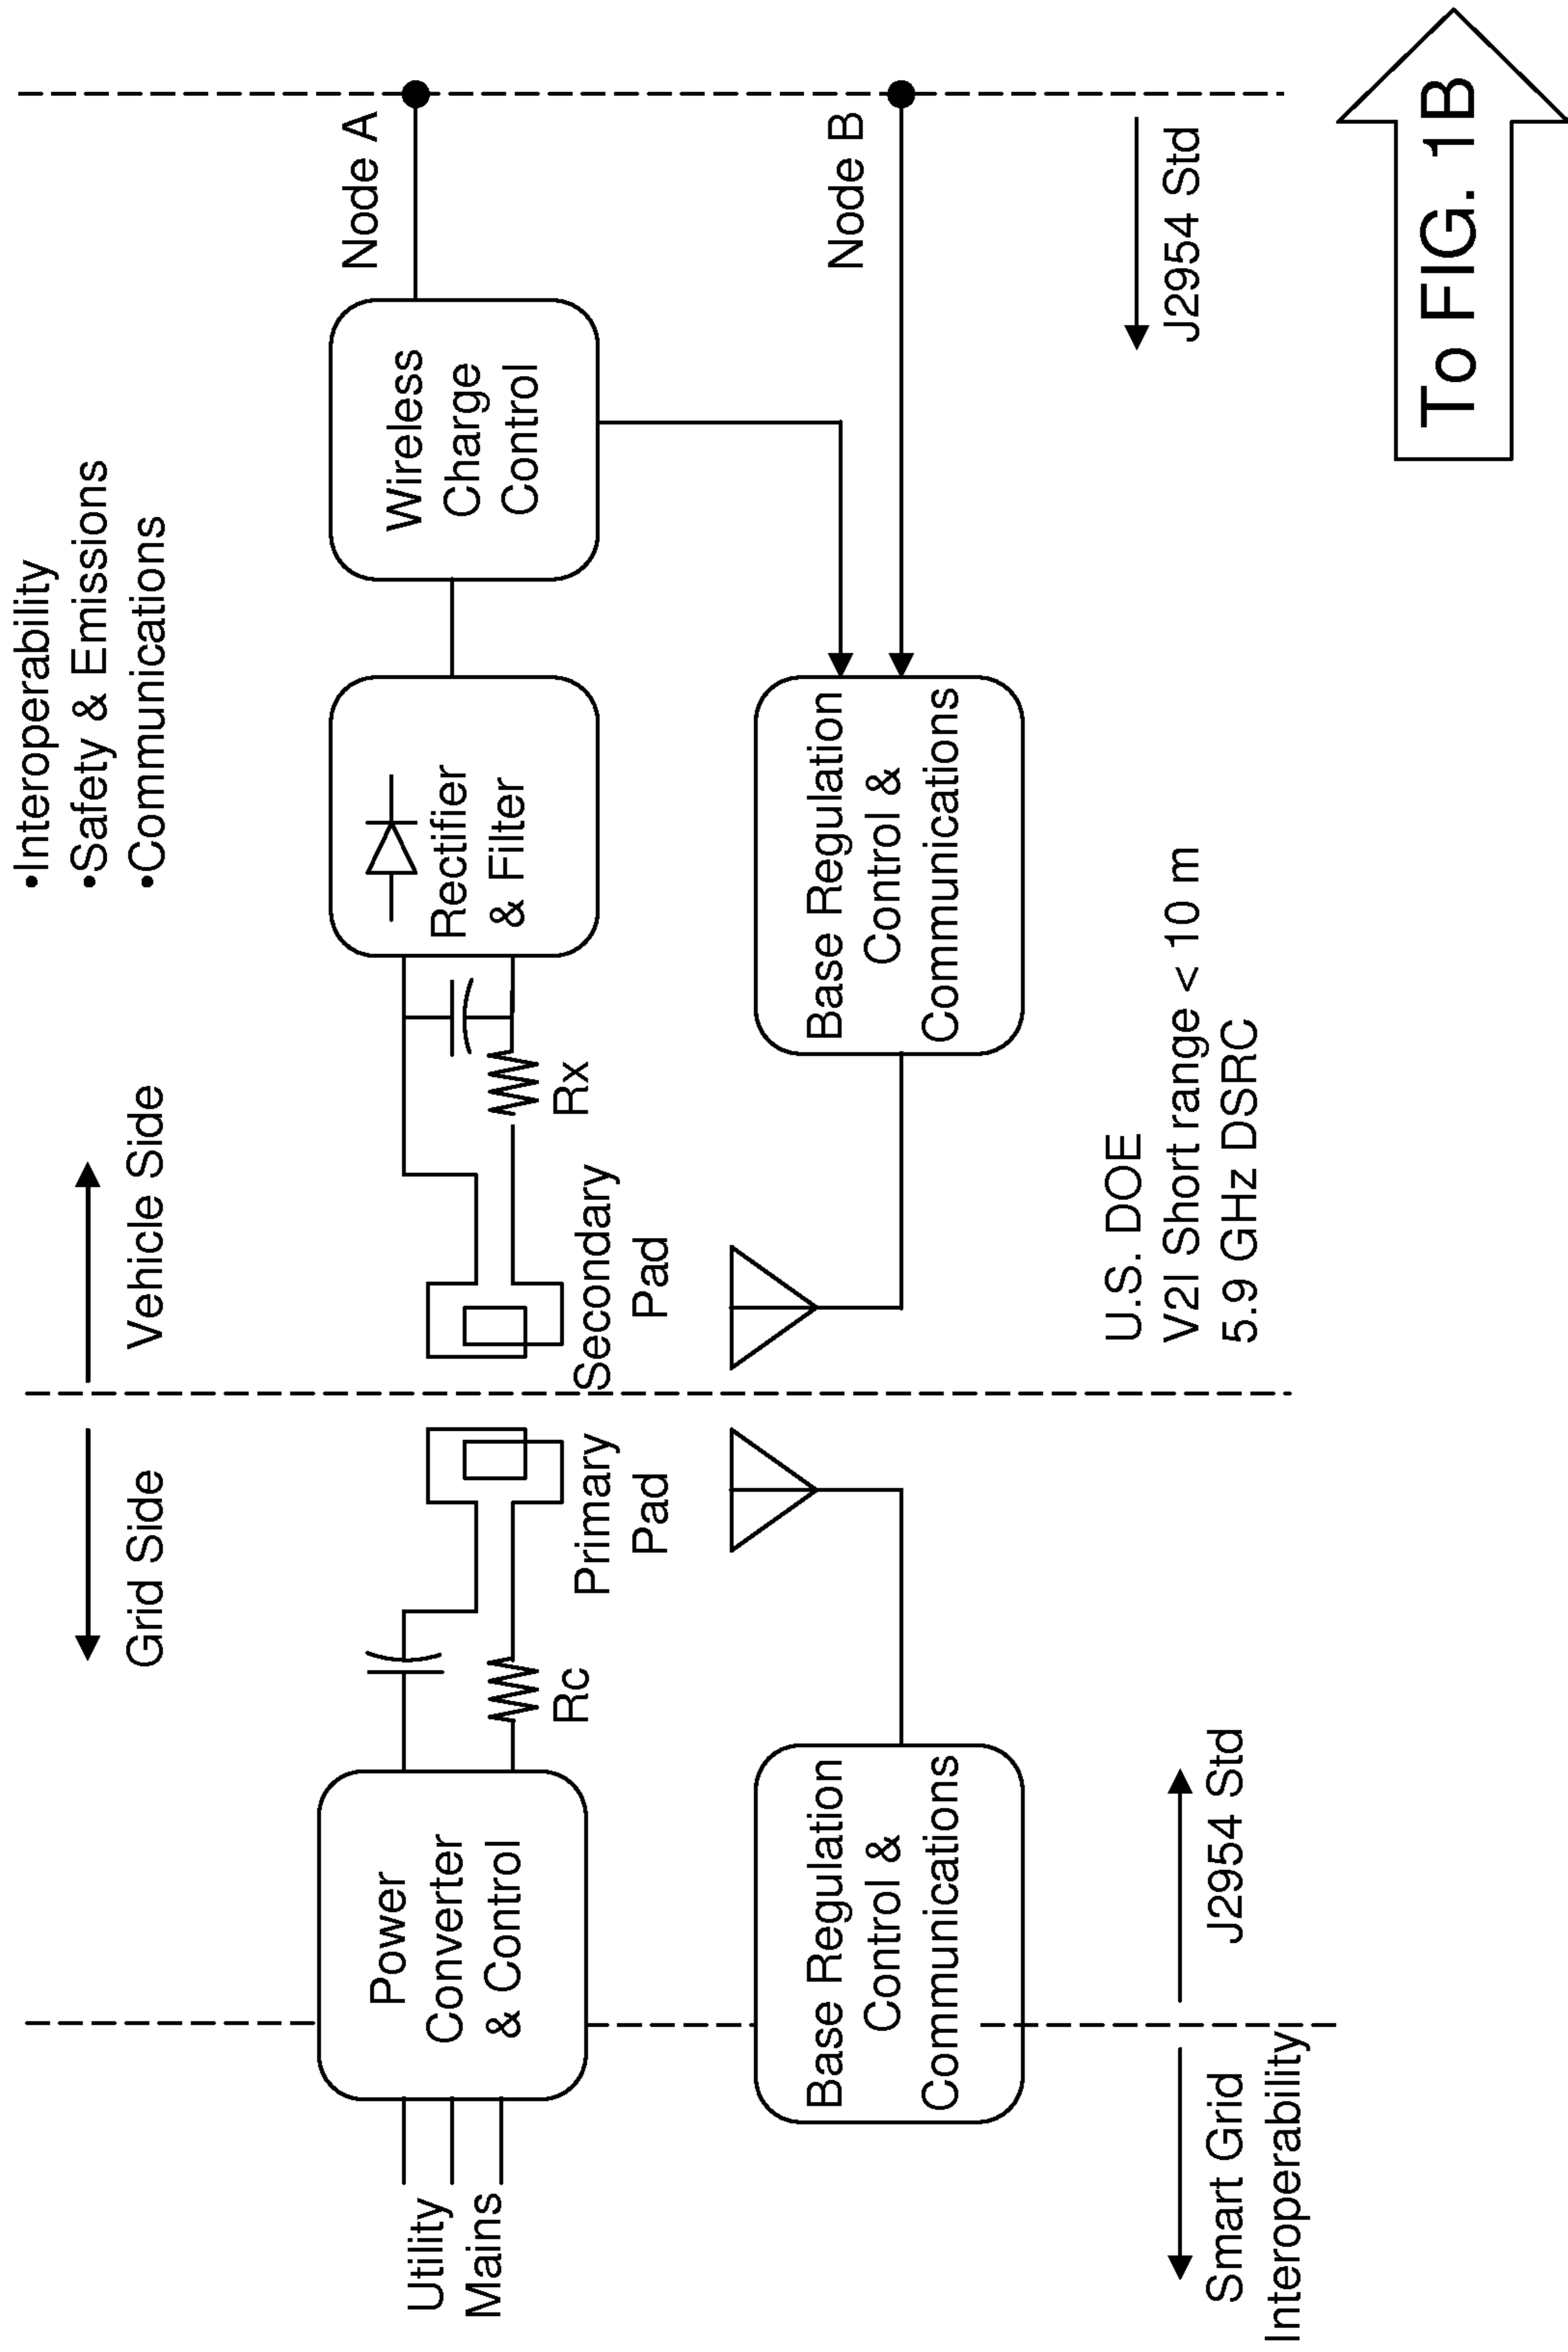 •Interoperability
•Safety & Emissions
•Communications
Grid Side
Vehicle Side
Utility
Mains
Power
Converter
& Control
Rc
Primary
Pad
Secondary
Pad
Rx
Rectifier
& Filter
Wireless
Charge
Control
Node A
Base Regulation
Control &
Communications
Base Regulation
Control &
Communications
Node B
Smart Grid
Interoperability
J2954 Std
U.S. DOE
V2I Short range < 10 m
5.9 GHz DSRC
J2954 Std
To FIG. 1B